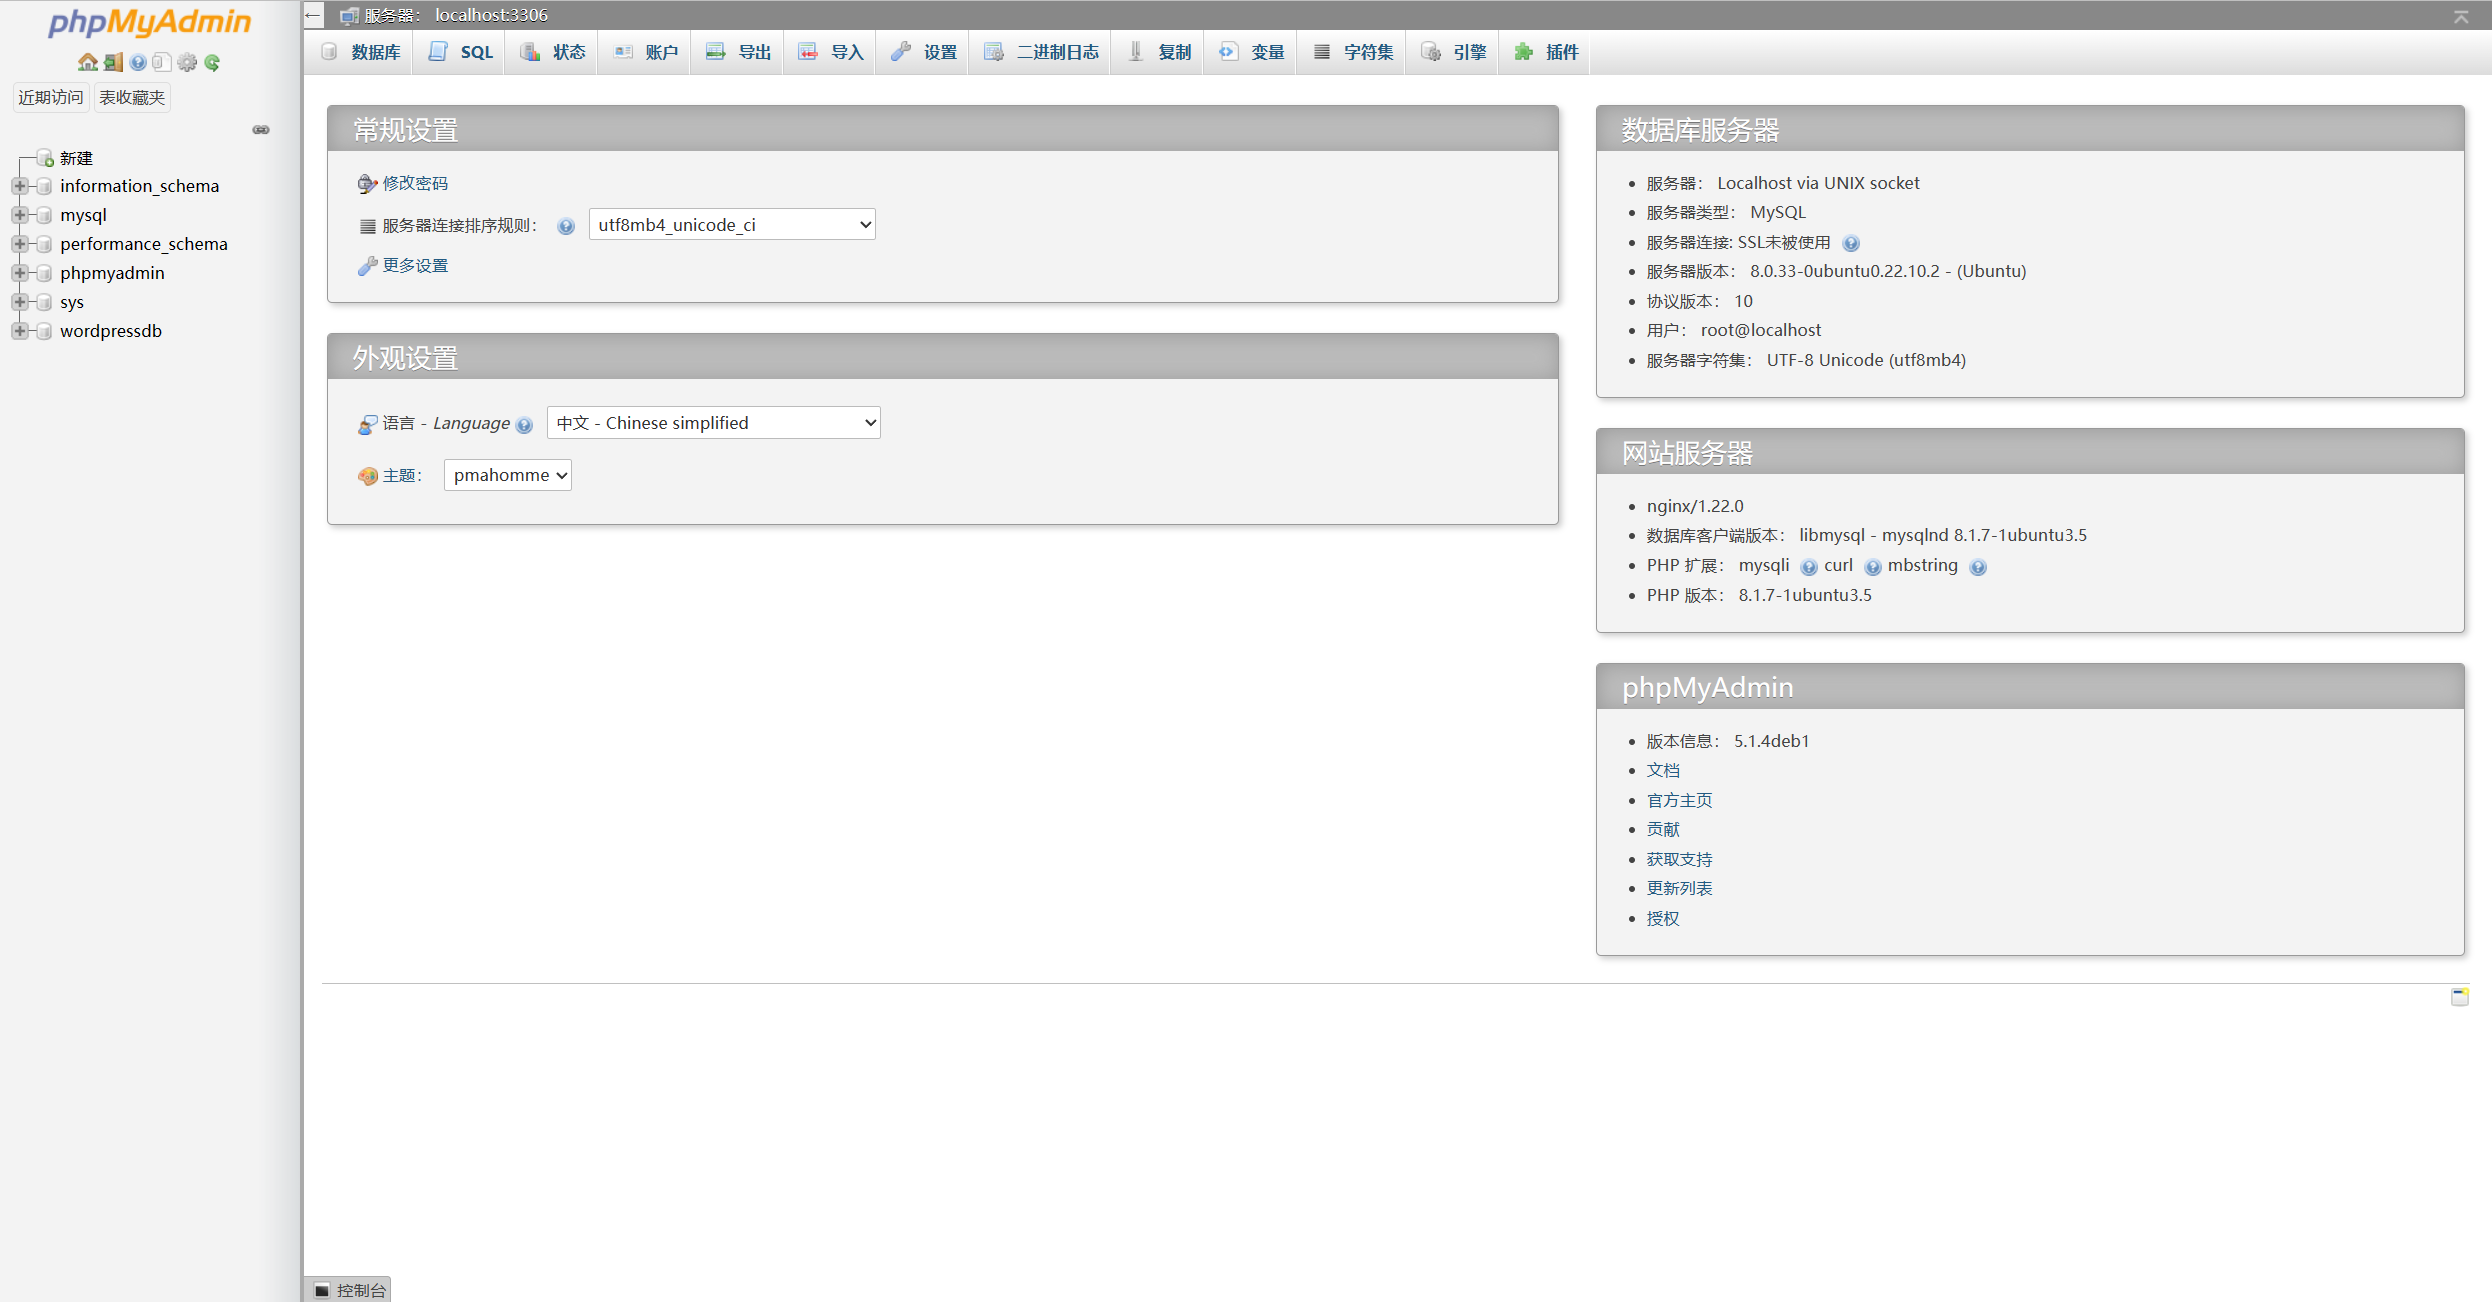 phpMyAdmin
近期访问 表收藏夹
新建
information_schema
mysql
performance_schema
phpmyadmin
sys
wordpressdb
服务器： localhost:3306
数据库 SQL 状态 账户 导出 导入 设置 二进制日志 复制 变量 字符集 引擎 插件
常规设置
修改密码
服务器连接排序规则： utf8mb4_unicode_ci
更多设置
外观设置
语言 - Language 中文 - Chinese simplified
主题： pmahomme
数据库服务器
服务器： Localhost via UNIX socket
服务器类型： MySQL
服务器连接: SSL未被使用
服务器版本： 8.0.33-0ubuntu0.22.10.2 - (Ubuntu)
协议版本： 10
用户： root@localhost
服务器字符集： UTF-8 Unicode (utf8mb4)
网站服务器
nginx/1.22.0
数据库客户端版本： libmysql - mysqlnd 8.1.7-1ubuntu3.5
PHP 扩展： mysqli curl mbstring
PHP 版本： 8.1.7-1ubuntu3.5
phpMyAdmin
版本信息： 5.1.4deb1
文档
官方主页
贡献
获取支持
更新列表
授权
控制台